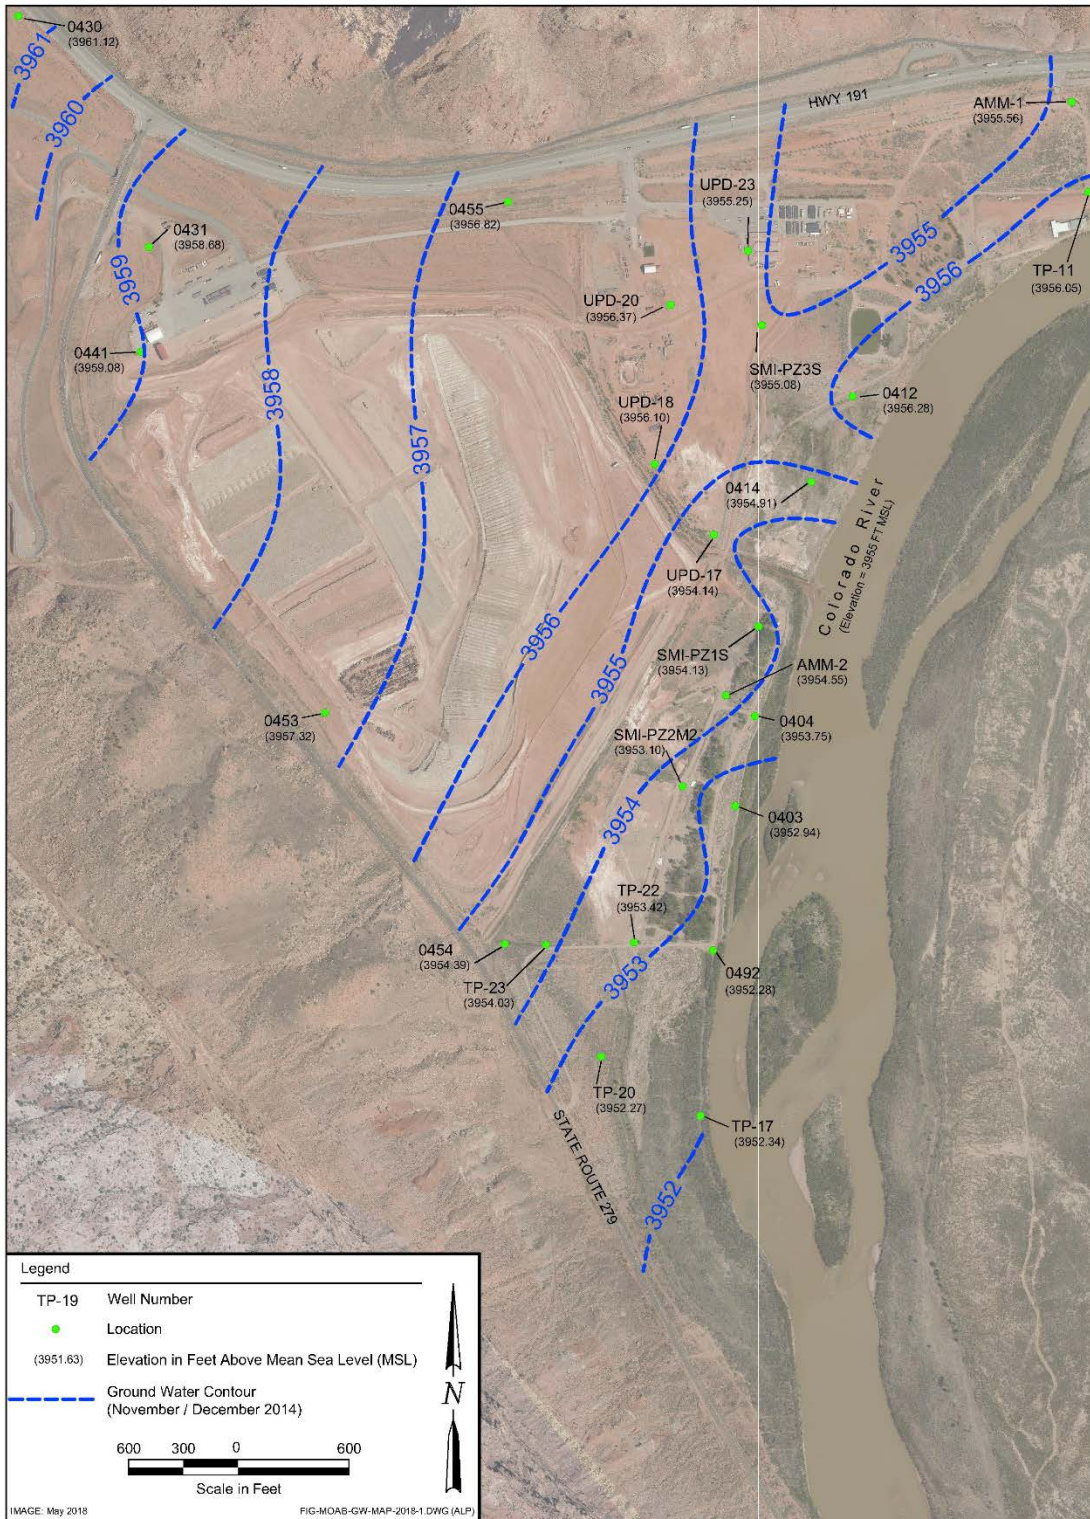 0430
(3961.12)
3961
3960
HWY 191
AMM-1
(3955.56)
UPD-23
(3955.25)
0455
(3956.82)
0431
(3958.68)
3959
3955
3956
TP-11
(3956.05)
UPD-20
(3956.37)
0441
(3959.08)
SMI-PZ3S
(3955.08)
3958
0412
(3956.28)
UPD-18
(3956.10)
3957
0414
(3954.91)
Colorado River
(Elevation = 3955 FT MSL)
UPD-17
(3954.14)
3956
3955
SMI-PZ1S
(3954.13)
AMM-2
(3954.55)
0453
(3957.32)
0404
(3953.75)
SMI-PZ2M2
(3953.10)
3954
0403
(3952.94)
TP-22
(3953.42)
0454
(3954.39)
3953
0492
(3952.28)
TP-23
(3954.03)
TP-20
(3952.27)
TP-17
(3952.34)
STATE ROUTE 279
3952
Legend
TP-19 Well Number
Location
(3951.63) Elevation in Feet Above Mean Sea Level (MSL)
Ground Water Contour
(November / December 2014)
N
600 300 0 600
Scale in Feet
IMAGE: May 2018 FIG-MOAB-GW-MAP-2018-1.DWG (ALP)